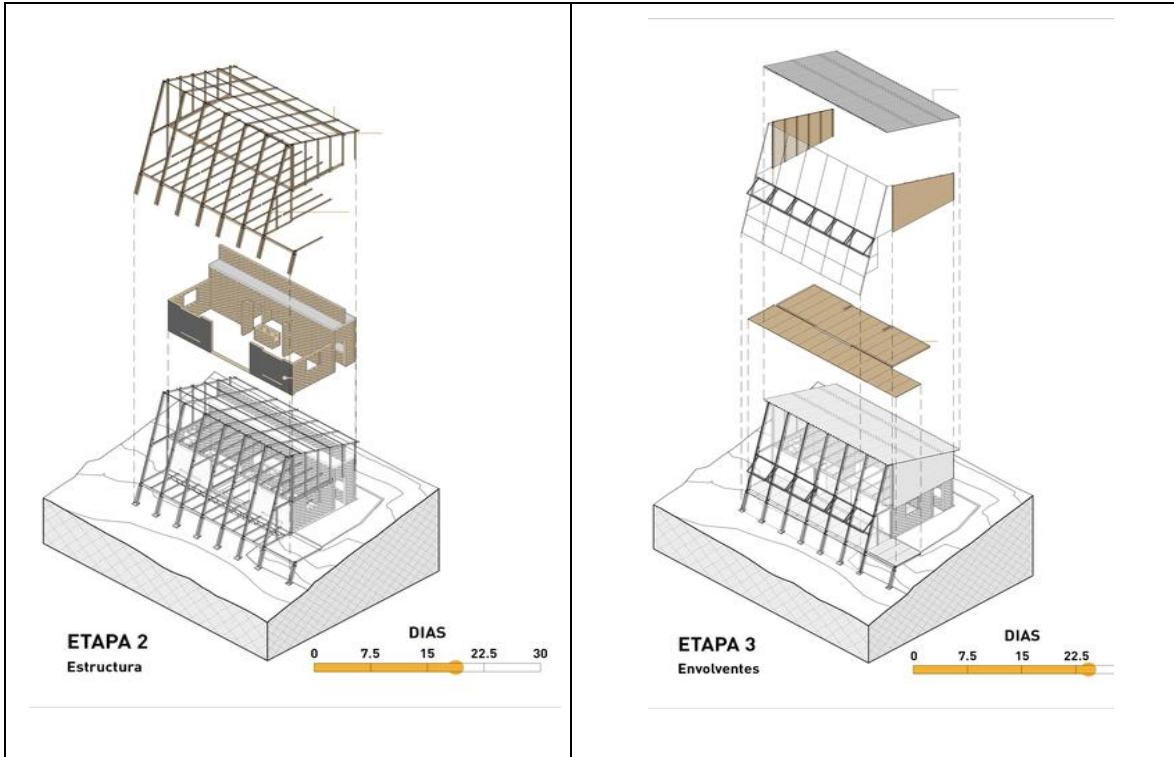 ETAPA 2
Estructura
DIAS
0 7.5 15 22.5 30
ETAPA 3
Envolventes
DIAS
0 7.5 15 22.5